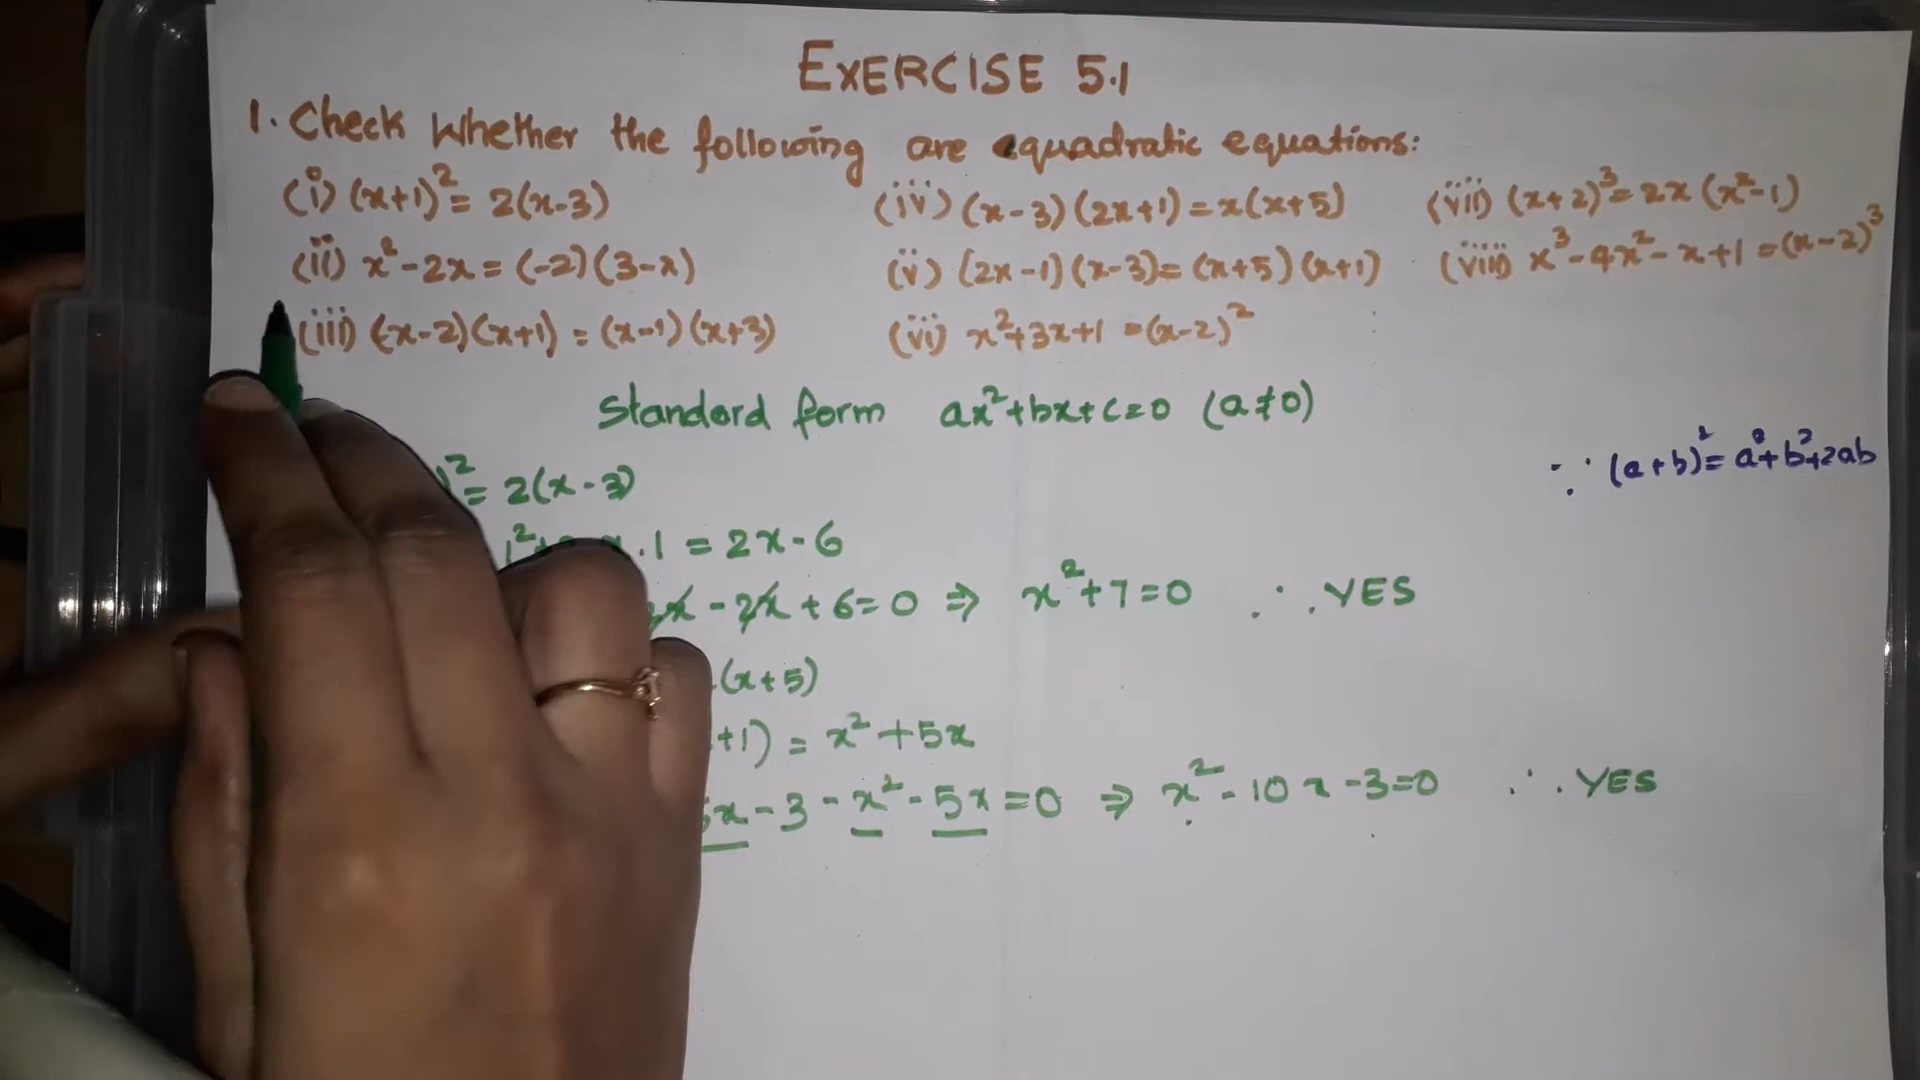 EXERCISE 5.1
1. Check whether the following are quadratic equations:
(i) (x+1)² = 2(x-3)
(ii) x² - 2x = (-2)(3-x)
(iii) (x-2)(x+1) = (x-1)(x+3)
(iv) (x-3)(2x+1) = x(x+5)
(v) (2x-1)(x-3) = (x+5)(x+1)
(vi) x²+3x+1 = (x-2)²
(vii) (x+2)³ = 2x(x²-1)
(viii) x³-4x²-x+1 = (x-2)³
Standard form ax²+bx+c=0 (a≠0)
∵ (a+b)² = a²+b²+2ab
)² = 2(x-3)
1²+ .1 = 2x-6
2x - 2x + 6 = 0 ⇒ x²+7=0 ∴ YES
(x+5)
+1) = x²+5x
5x - 3 - x² - 5x = 0 ⇒ x² - 10x - 3 = 0 ∴ YES